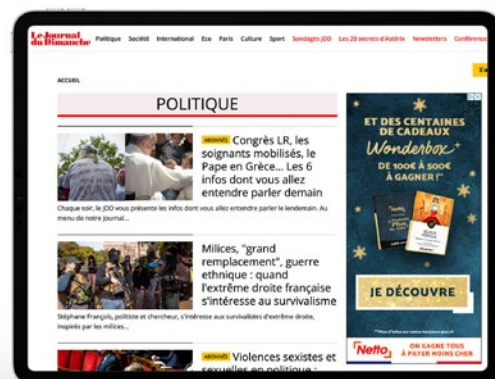 Le Journal
du Dimanche
Politique Société International Eco Paris Culture Sport Sondages JDD Les 20 secrets d'Astérix Newsletters Conférence
S'a
ACCUEIL
POLITIQUE
ABONNÉS Congrès LR, les
soignants mobilisés, le
Pape en Grèce... Les 6
infos dont vous allez
entendre parler demain
Chaque soir, le JDD vous présente les infos dont vous allez entendre parler le lendemain. Au
menu de notre journal...
Milices, "grand
remplacement", guerre
ethnique : quand
l'extrême droite française
s'intéresse au survivalisme
Stéphane François, politiste et chercheur, s'intéresse aux survivalistes d'extrême droite,
inspirés par les milices...
ABONNÉS Violences sexistes et
sexuelles en politique :
ET DES CENTAINES
DE CADEAUX
Wonderbox
DE 100€ À 500€
À GAGNER !**
JE DÉCOUVRE
Netto
ON GAGNE TOUS
À PAYER MOINS CHER